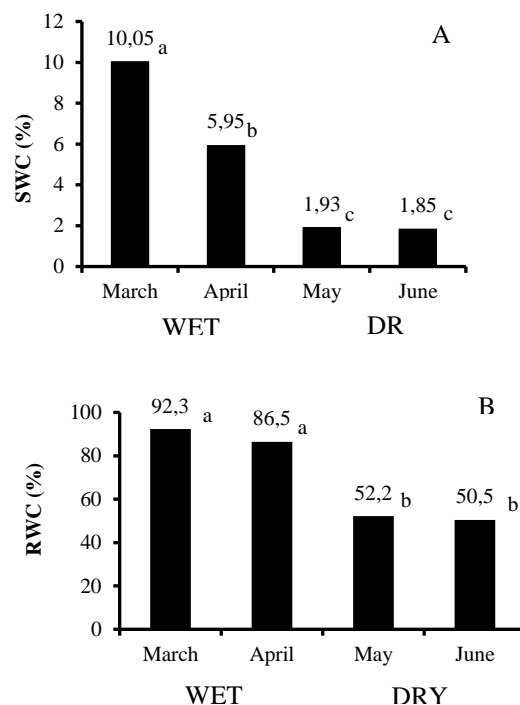 A
12
10
8
6
4
2
0
SWC (%)
10,05 a
5,95 b
1,93 c
1,85 c
March April May June
WET DR
B
100
80
60
40
20
0
RWC (%)
92,3 a
86,5 a
52,2 b
50,5 b
March April May June
WET DRY